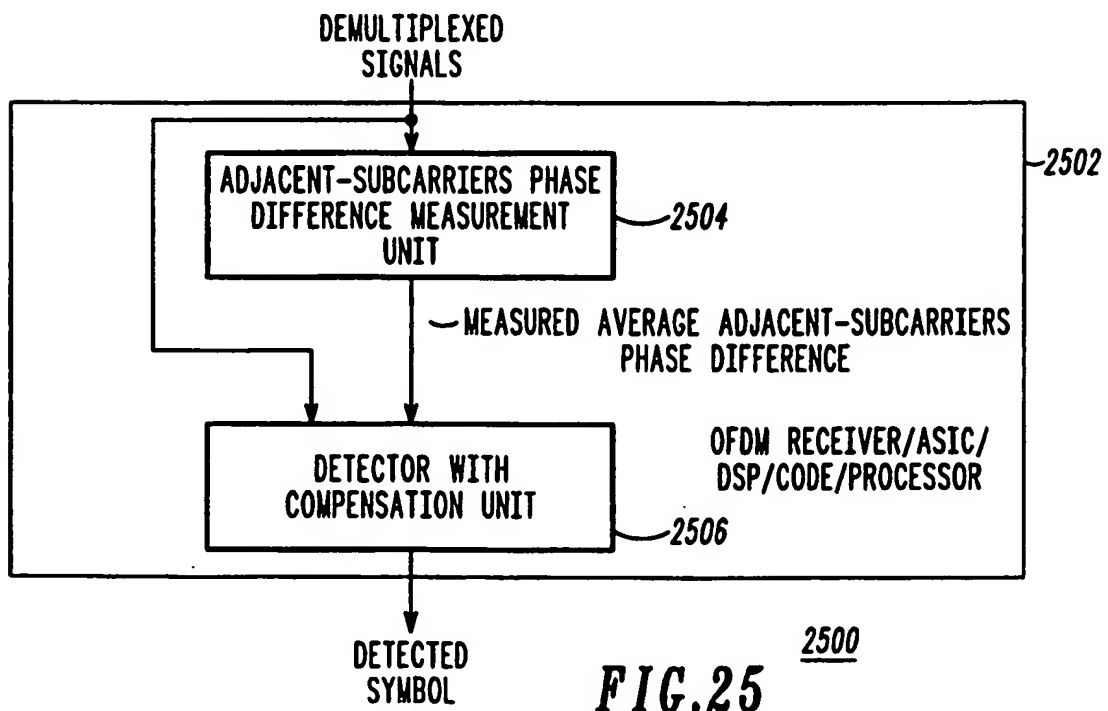 DEMULTIPLEXED
SIGNALS
2502
ADJACENT-SUBCARRIERS PHASE
DIFFERENCE MEASUREMENT
UNIT
2504
MEASURED AVERAGE ADJACENT-SUBCARRIERS
PHASE DIFFERENCE
OFDM RECEIVER/ASIC/
DSP/CODE/PROCESSOR
DETECTOR WITH
COMPENSATION UNIT
2506
DETECTED
SYMBOL
2500
FIG.25